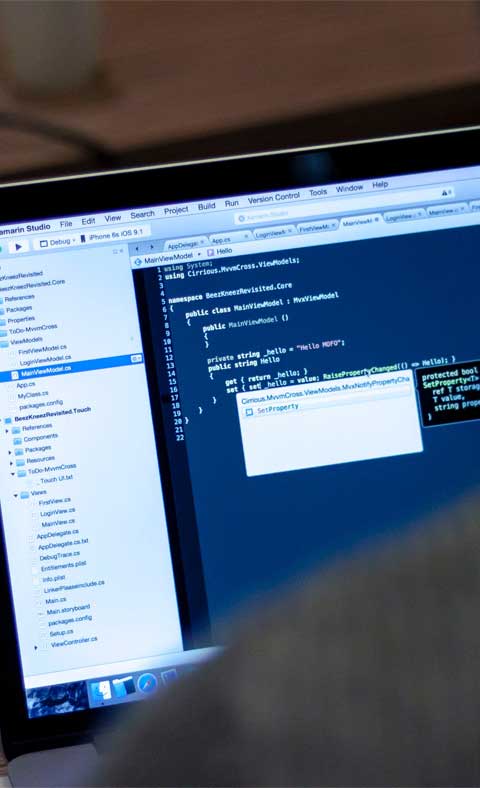 amarin Studio File Edit View Search Project Build Run Version Control Tools Window Help
Debug iPhone 6s iOS 9.1
Xamarin Studio
AppDelega App.cs LoginViewM FirstViewM MainViewM LoginView MainView.c FirstV
MainViewModel Hello
KneezRevisited
eezKneezRevisited.Core
References
Packages
Properties
ToDo-MvvmCross
ViewModels
FirstViewModel.cs
LoginViewModel.cs
MainViewModel.cs
App.cs
MyClass.cs
packages.config
BeezKneezRevisited.Touch
References
Components
Packages
Resources
ToDo-MvvmCross
_ Touch UI.txt
Views
FirstView.cs
LoginView.cs
MainView.cs
AppDelegate.cs
AppDelegate.cs.txt
DebugTrace.cs
Entitlements.plist
Info.plist
LinkerPleaseInclude.cs
Main.cs
Main.storyboard
packages.config
Setup.cs
ViewController.cs
1 using System;
2 using Cirrious.MvvmCross.ViewModels;
3
4
5 namespace BeezKneezRevisited.Core
6 {
7 public class MainViewModel : MvxViewModel
8 {
9 public MainViewModel ()
10 {
11 }
12
13 private string _hello = "Hello MOFO";
14 public string Hello
15 {
16 get { return _hello; }
17 set { set _hello = value; RaisePropertyChanged(() => Hello); }
18 }
19 }
20 }
21
22
Cirrious.MvvmCross.ViewModels.MvxNotifyPropertyCha
SetProperty
protected bool
SetProperty<T>
ref T storag
T value,
string prope
)